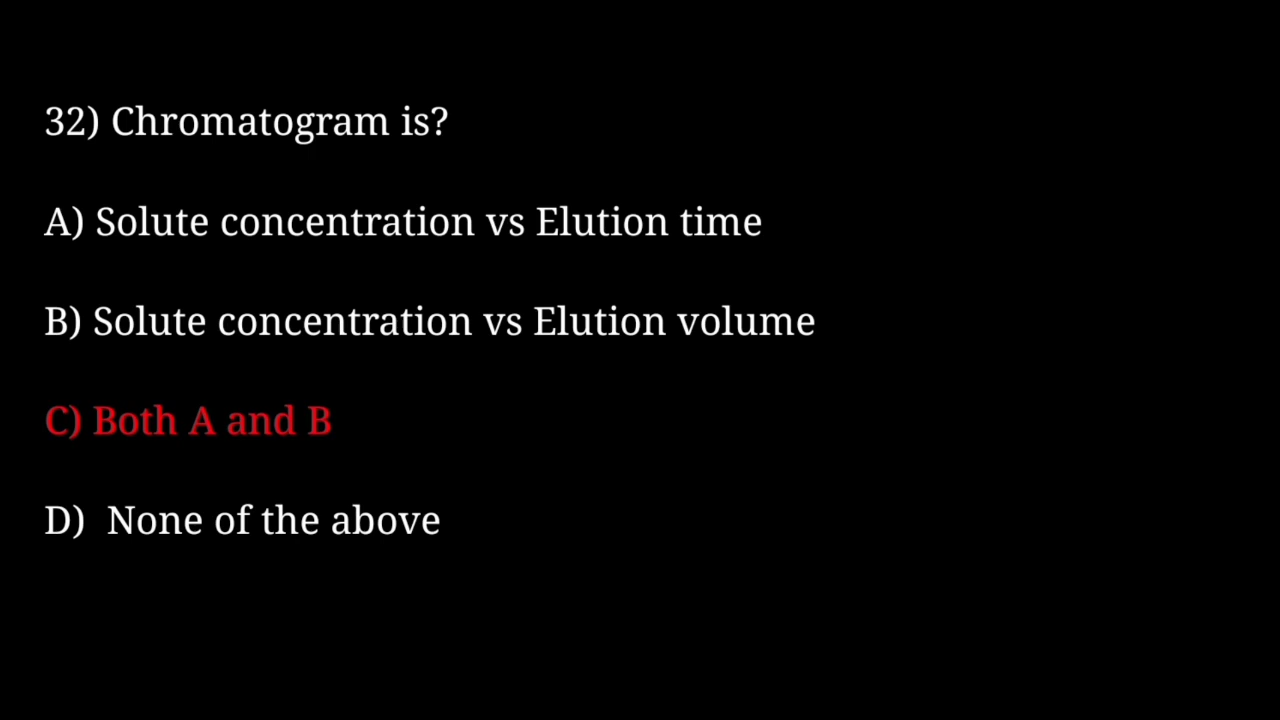 32) Chromatogram is?
A) Solute concentration vs Elution time
B) Solute concentration vs Elution volume
C) Both A and B
D) None of the above